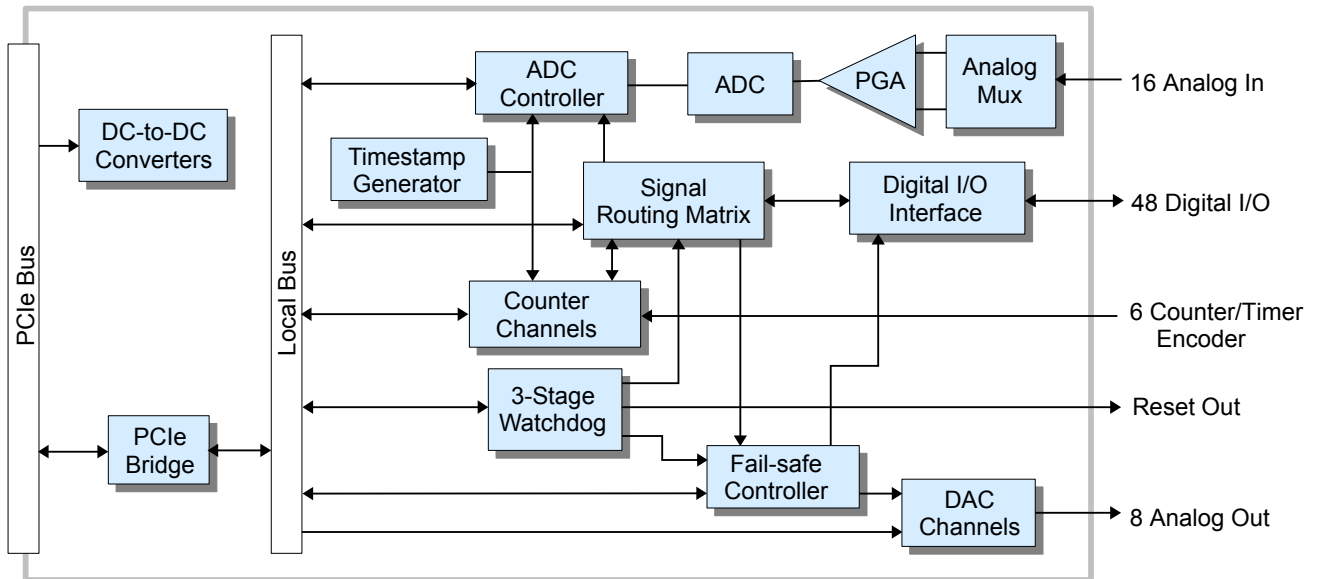 PCIe Bus
DC-to-DC
Converters
PCIe
Bridge
Local Bus
ADC
Controller
ADC
PGA
Analog
Mux
16 Analog In
Timestamp
Generator
Signal
Routing Matrix
Digital I/O
Interface
48 Digital I/O
Counter
Channels
6 Counter/Timer
Encoder
3-Stage
Watchdog
Reset Out
Fail-safe
Controller
DAC
Channels
8 Analog Out